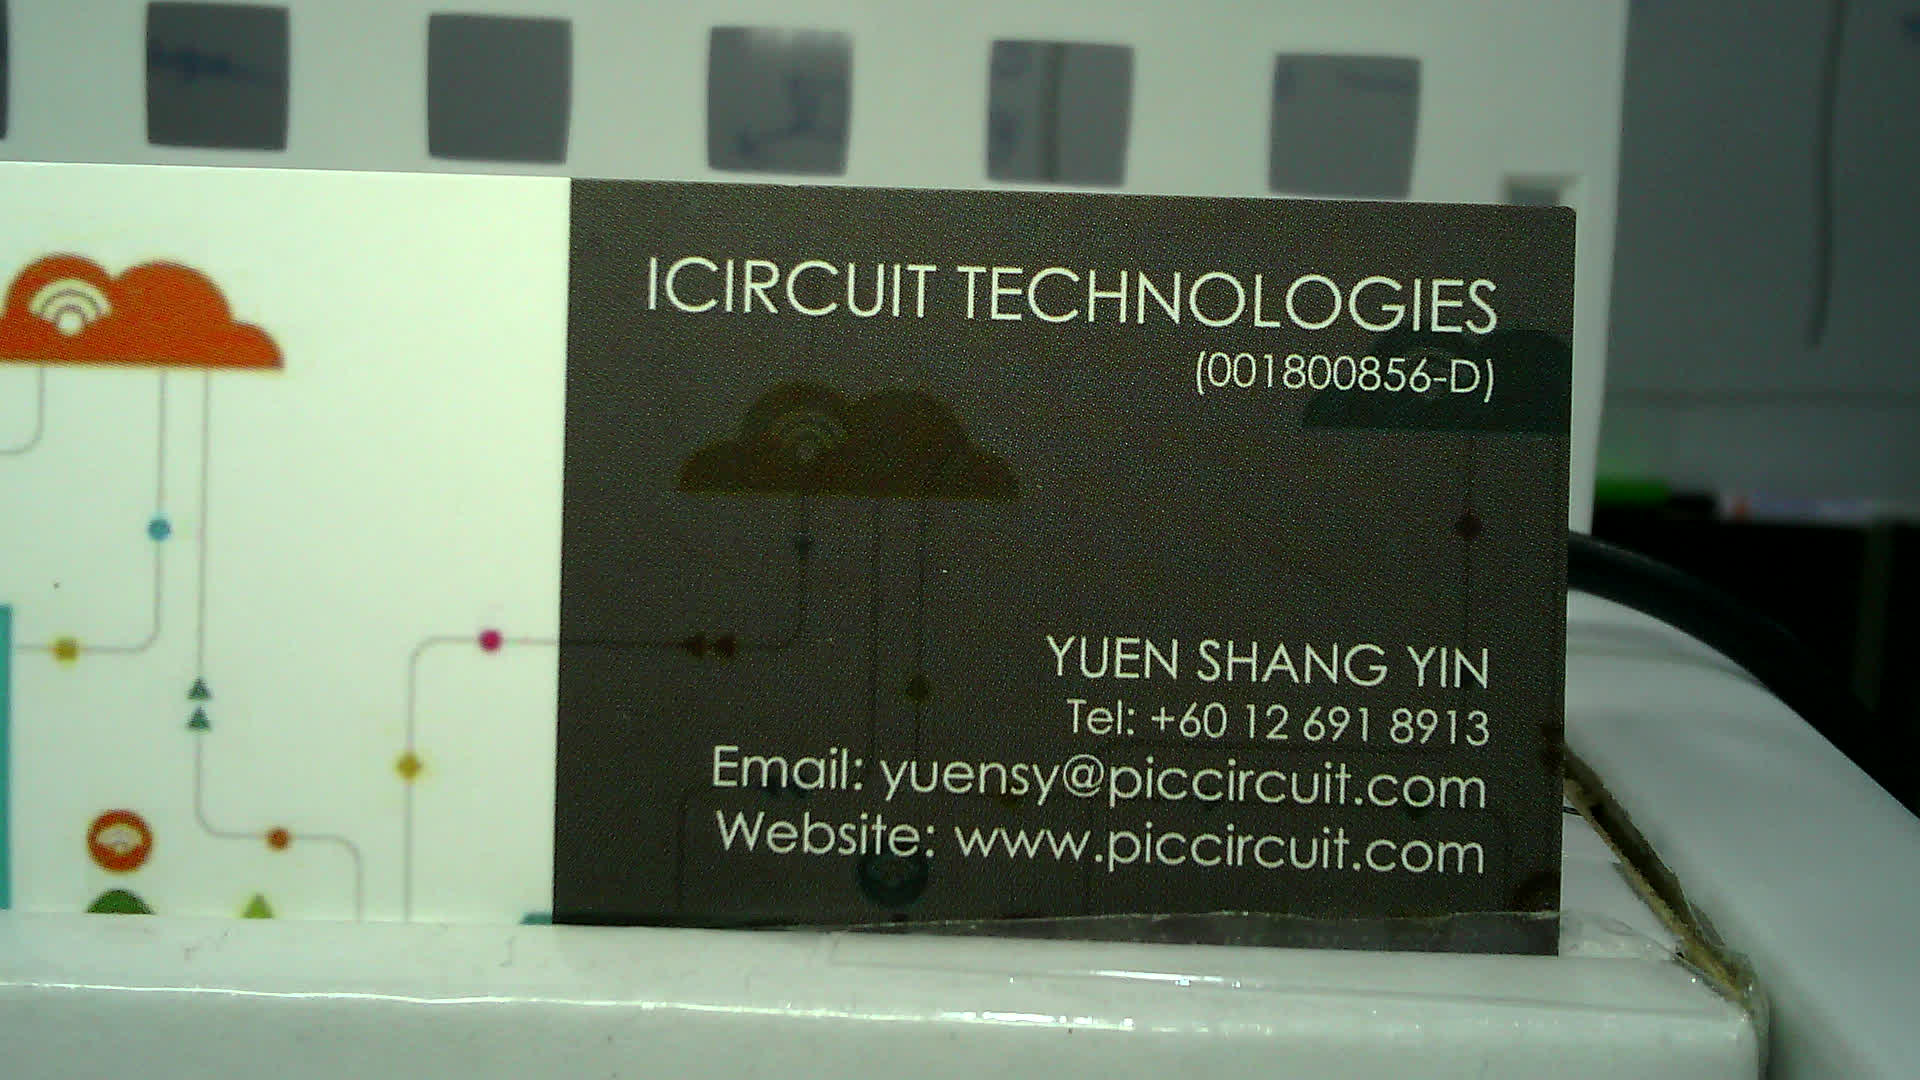 ICIRCUIT TECHNOLOGIES
(001800856-D)
YUEN SHANG YIN
Tel: +60 12 691 8913
Email: yuensy@piccircuit.com
Website: www.piccircuit.com